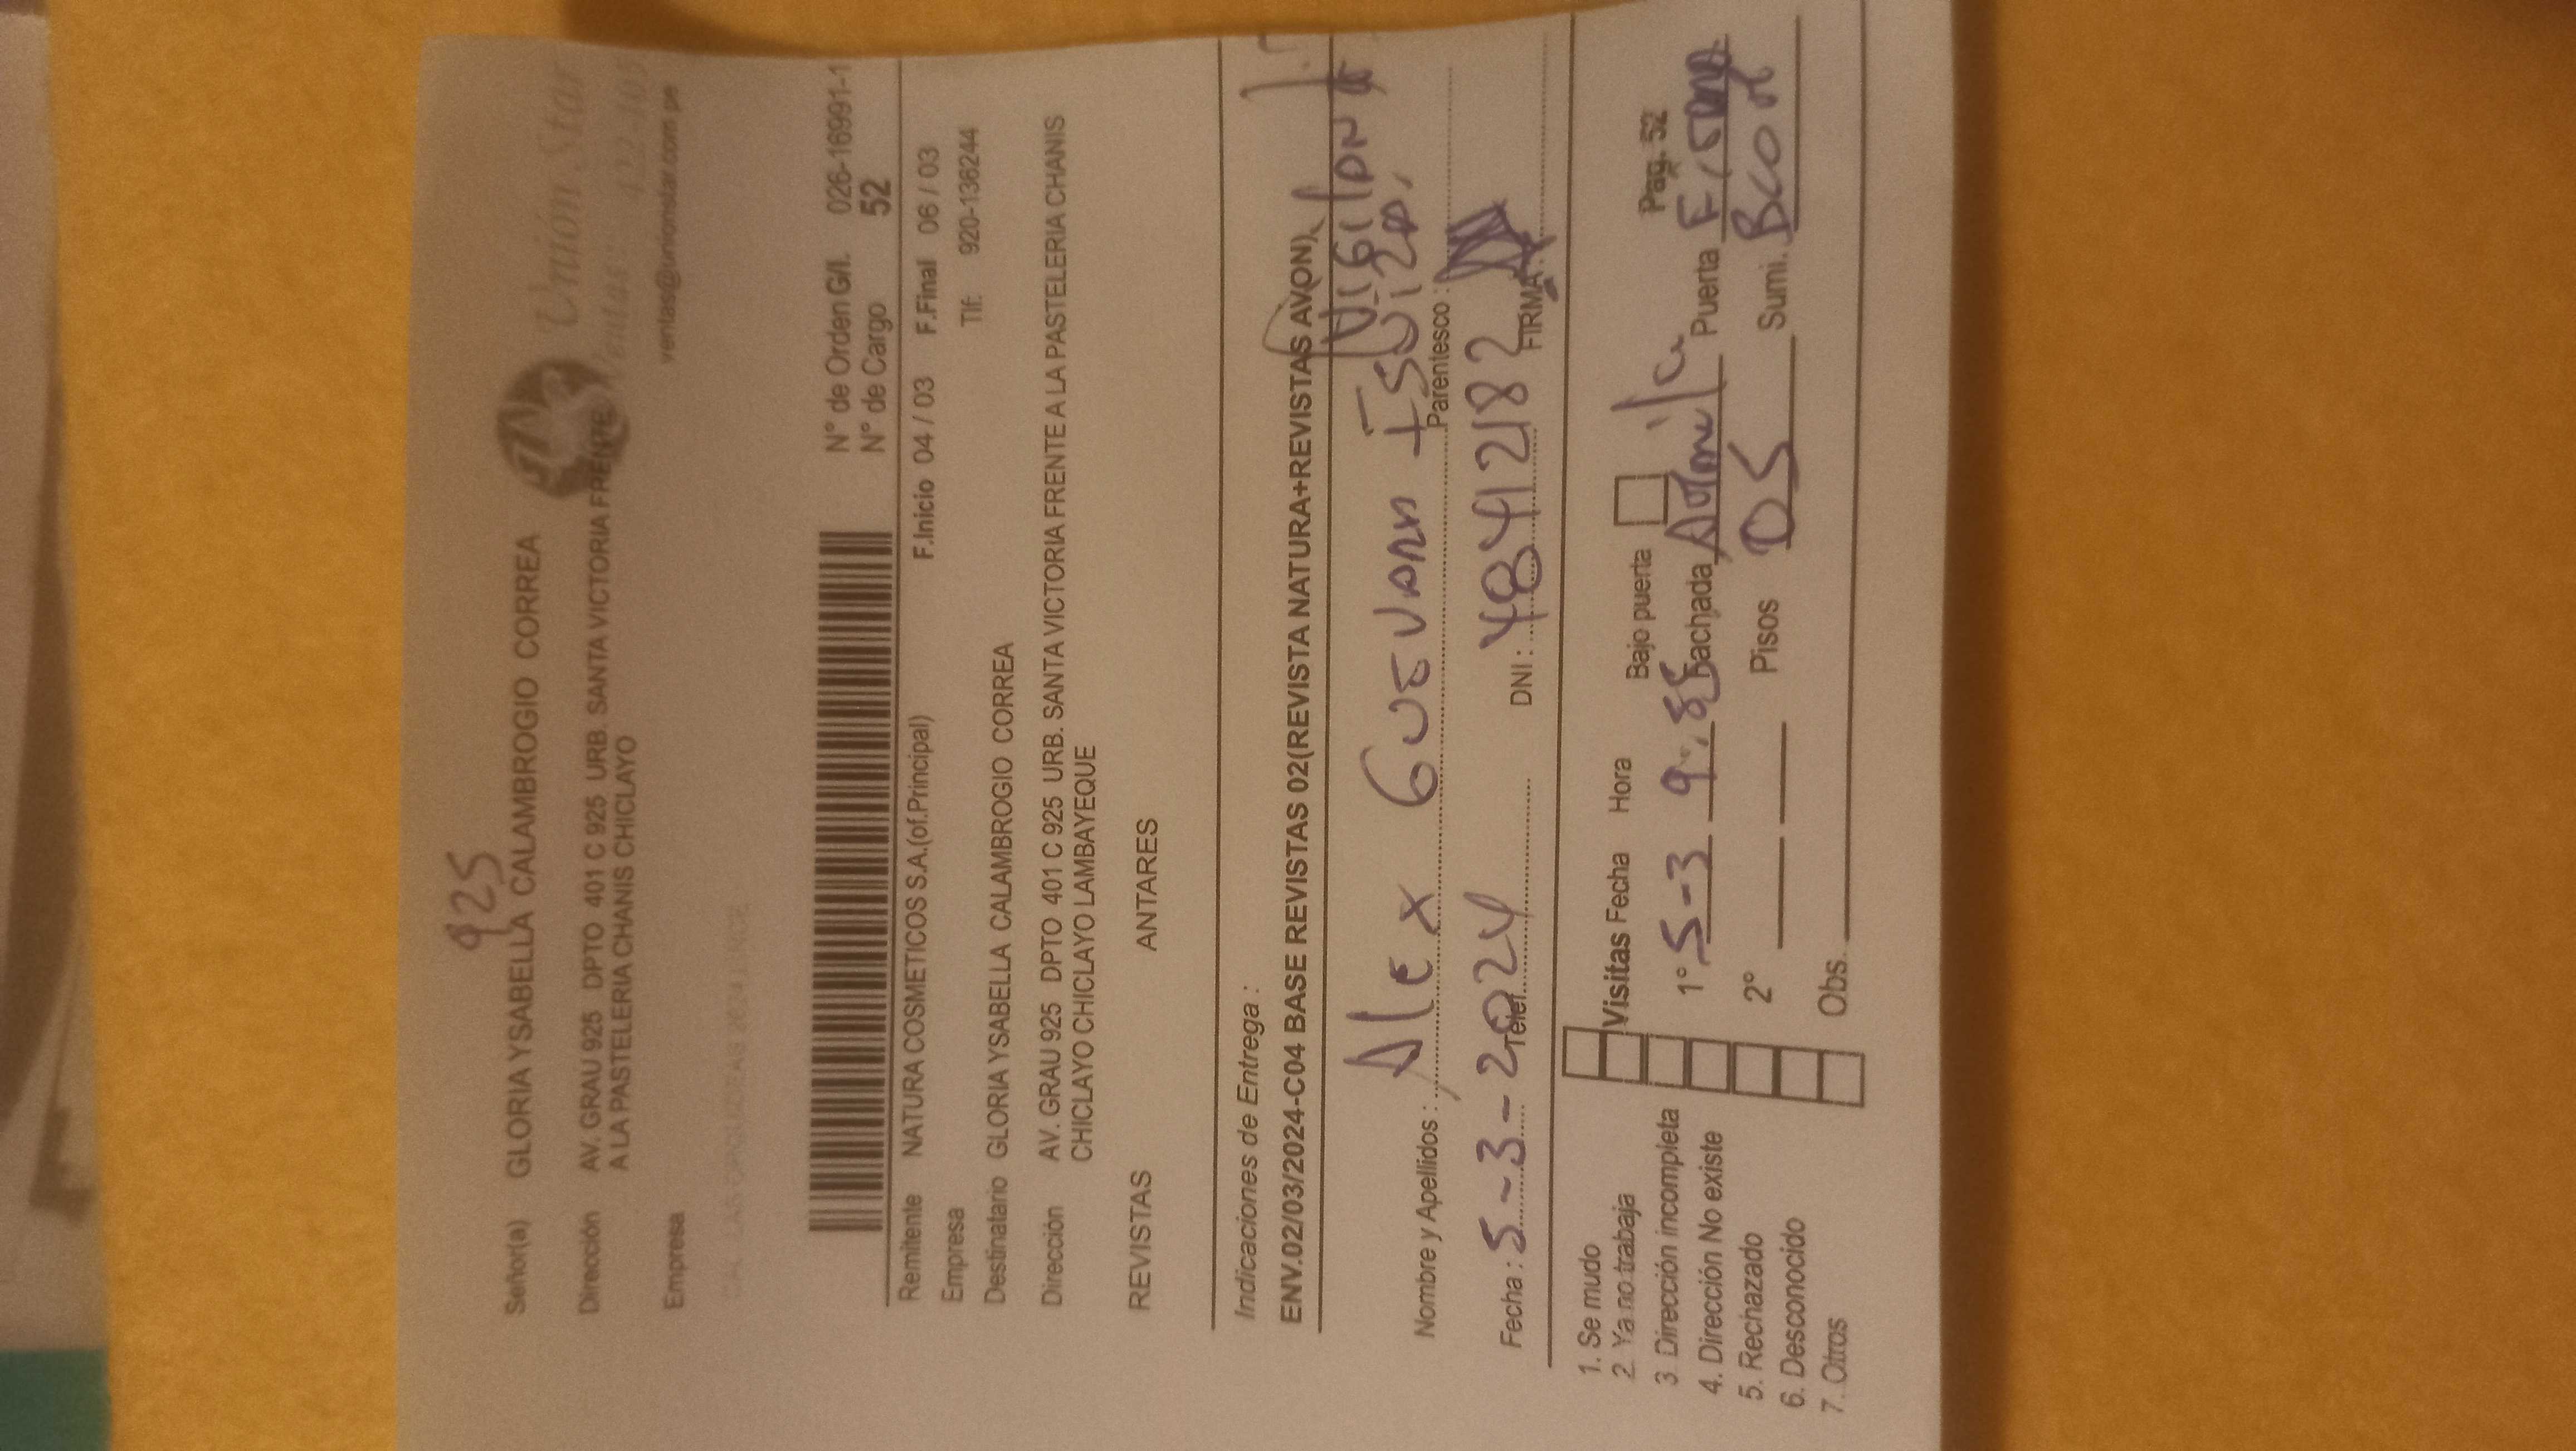 925
Señor(a) GLORIA YSABELLA CALAMBROGIO CORREA
Unión Star
Dirección AV. GRAU 925 DPTO 401 C 925 URB. SANTA VICTORIA FRENTE
A LA PASTELERIA CHANIS CHICLAYO
Ventas:
Empresa
ventas@unionstar.com.pe
N° de Orden G/I. 026-16991-1
N° de Cargo 52
Remitente NATURA COSMETICOS S.A.(of.Principal) F.Inicio 04 / 03 F.Final 06 / 03
Empresa Tlf: 920-136244
Destinatario GLORIA YSABELLA CALAMBROGIO CORREA
Dirección AV. GRAU 925 DPTO 401 C 925 URB. SANTA VICTORIA FRENTE A LA PASTELERIA CHANIS
CHICLAYO CHICLAYO LAMBAYEQUE
REVISTAS ANTARES
Indicaciones de Entrega :
ENV.02/03/2024-C04 BASE REVISTAS 02(REVISTA NATURA+REVISTAS AVON)
Nombre y Apellidos : Alex Guevara
Parentesco :
Fecha : 5-3-2024 Telef. DNI : 48412182 FIRMA :
1. Se mudo
2. Ya no trabaja Visitas Fecha Hora Bajo puerta Pag. 52
3. Dirección incompleta
4. Dirección No existe 1° 5-3 Fachada Puerta
5. Rechazado
6. Desconocido 2° Pisos 05 Sumi.
7. Otros Obs.